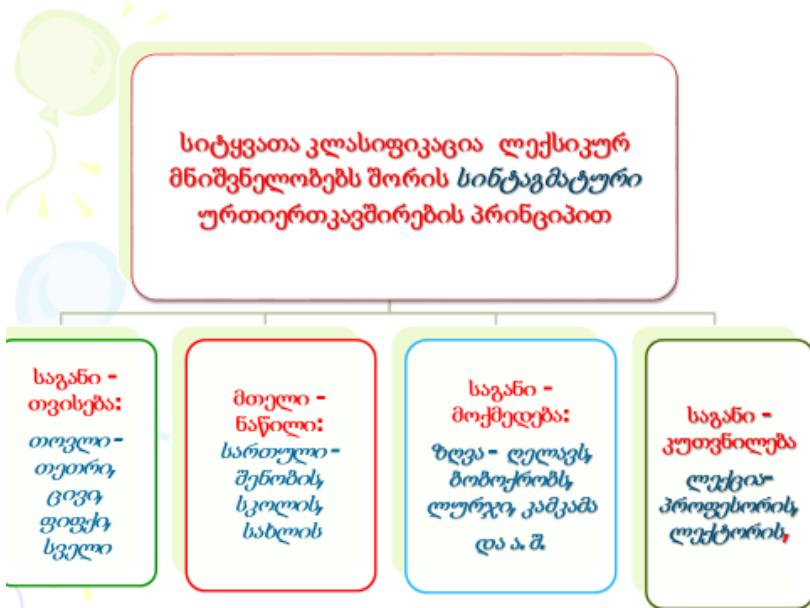 სიტყვათა კლასიფიკაცია ლექსიკურ
მნიშვნელობებს შორის სინტაგმატური
ურთიერთკავშირების პრინციპით
საგანი -
თვისება:
თოვლი -
თეთრი,
ცივი,
ფიფქი,
სველი
მთელი -
ნაწილი:
სართული -
შენობის,
სკოლის,
სახლის
საგანი -
მოქმედება:
ზღვა - ღელავს,
ბობოქრობს,
ლურჯი, კამკამა
და ა. შ.
საგანი -
კუთვნილება
ლექცია-
პროფესორის,
ლექტორის,